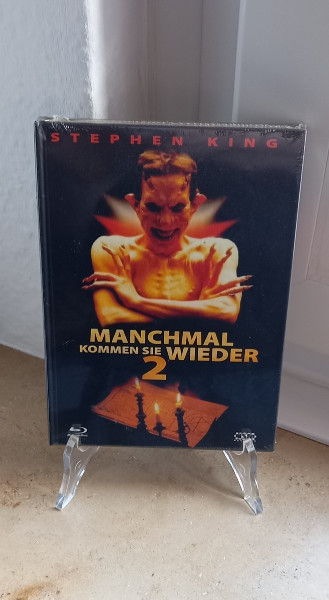 STEPHEN KING
MANCHMAL
KOMMEN SIE WIEDER
2